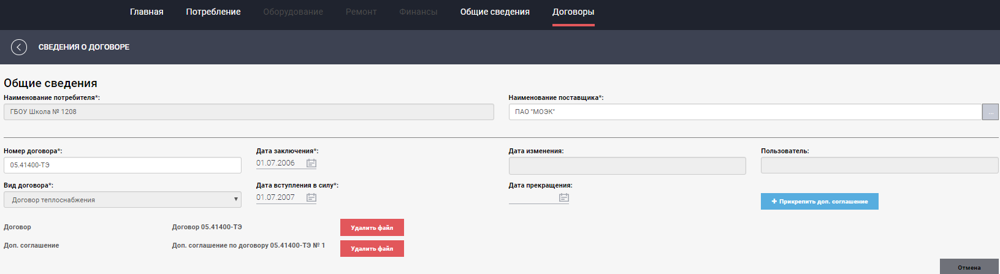 Главная Потребление Оборудование Ремонт Финансы Общие сведения Договоры
СВЕДЕНИЯ О ДОГОВОРЕ
Общие сведения
Наименование потребителя*: Наименование поставщика*:
ГБОУ Школа № 1208 ПАО "МОЭК" ...
Номер договора*: Дата заключения*: Дата изменения: Пользователь:
05.41400-ТЭ 01.07.2006
Вид договора*: Дата вступления в силу*: Дата прекращения:
Договор теплоснабжения 01.07.2007 + Прикрепить доп. соглашение
Договор Договор 05.41400-ТЭ Удалить файл
Доп. соглашение Доп. соглашение по договору 05.41400-ТЭ № 1 Удалить файл
Отмена